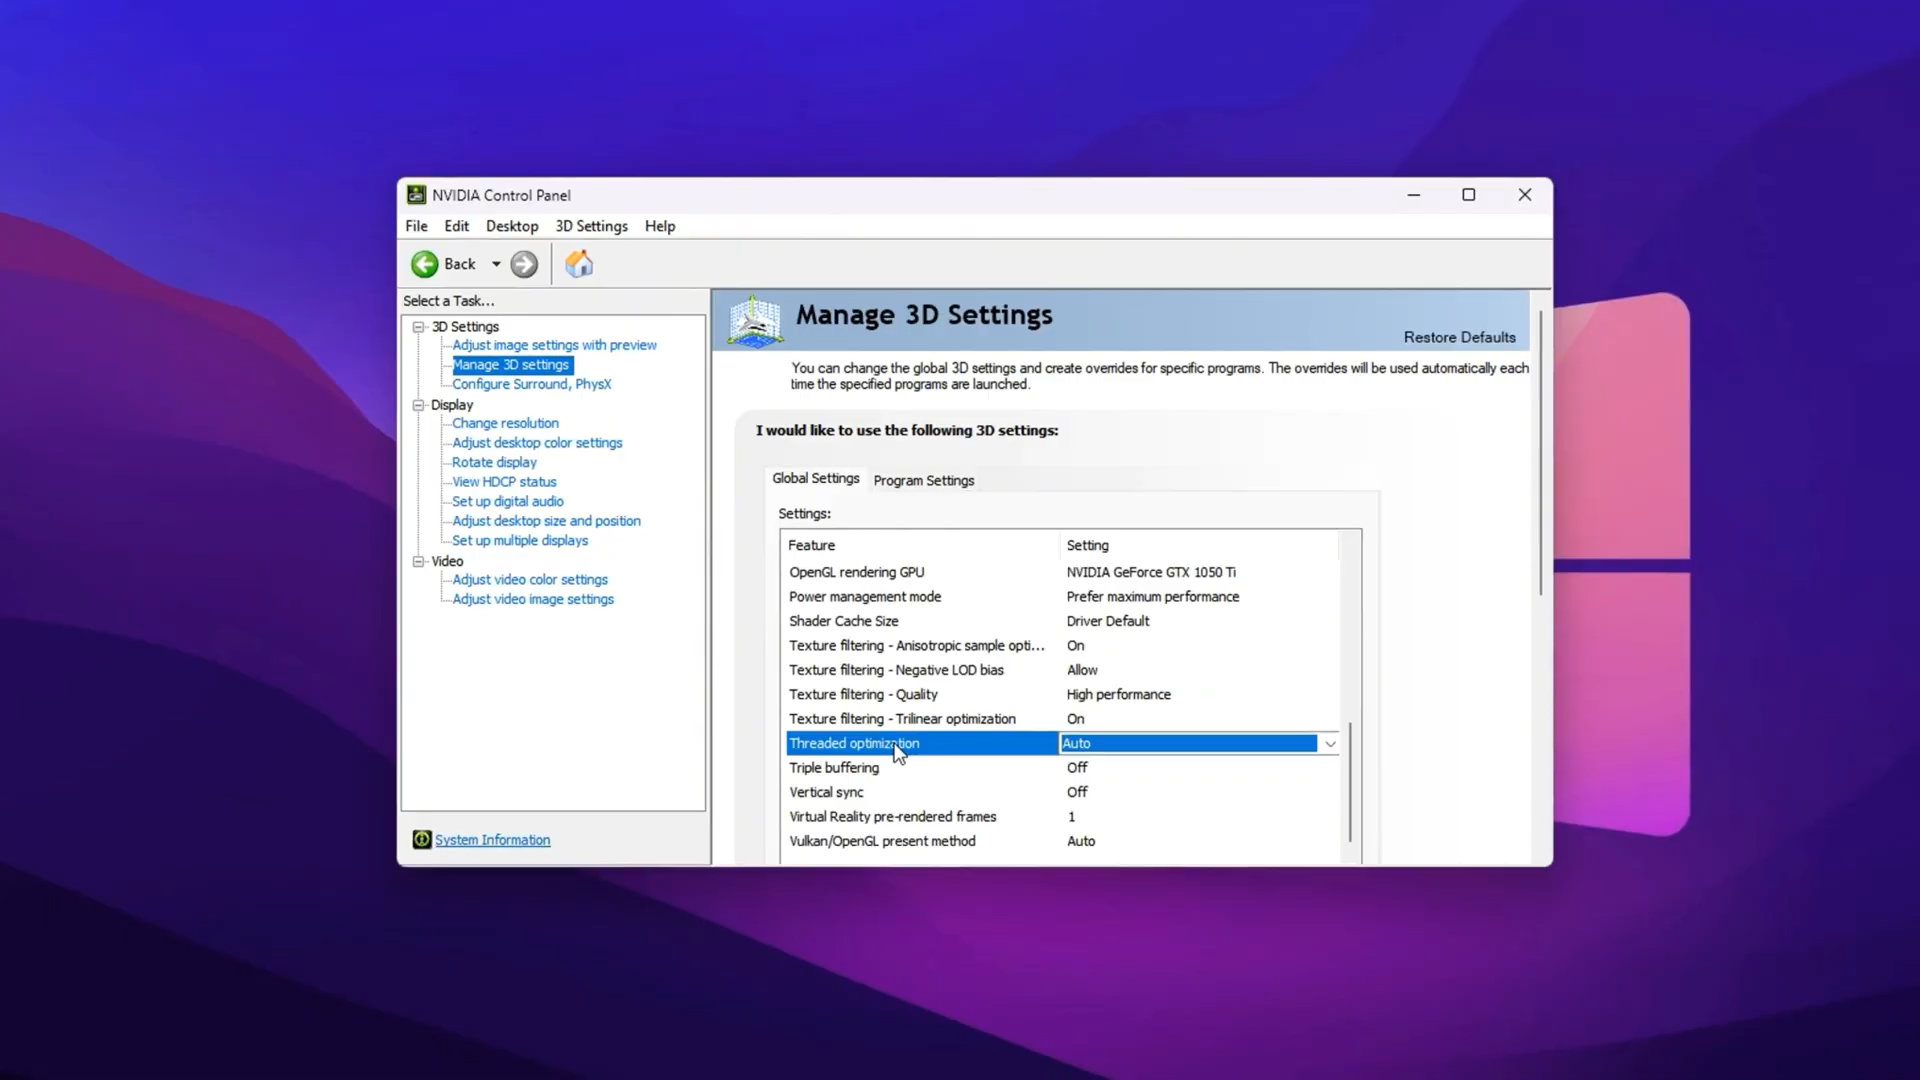 NVIDIA Control Panel
File Edit Desktop 3D Settings Help
Back
Select a Task...
3D Settings
Adjust image settings with preview
Manage 3D settings
Configure Surround, PhysX
Display
Change resolution
Adjust desktop color settings
Rotate display
View HDCP status
Set up digital audio
Adjust desktop size and position
Set up multiple displays
Video
Adjust video color settings
Adjust video image settings
System Information
Manage 3D Settings
Restore Defaults
You can change the global 3D settings and create overrides for specific programs. The overrides will be used automatically each
time the specified programs are launched.
I would like to use the following 3D settings:
Global Settings Program Settings
Settings:
Feature Setting
OpenGL rendering GPU NVIDIA GeForce GTX 1050 Ti
Power management mode Prefer maximum performance
Shader Cache Size Driver Default
Texture filtering - Anisotropic sample opti... On
Texture filtering - Negative LOD bias Allow
Texture filtering - Quality High performance
Texture filtering - Trilinear optimization On
Threaded optimization Auto
Triple buffering Off
Vertical sync Off
Virtual Reality pre-rendered frames 1
Vulkan/OpenGL present method Auto